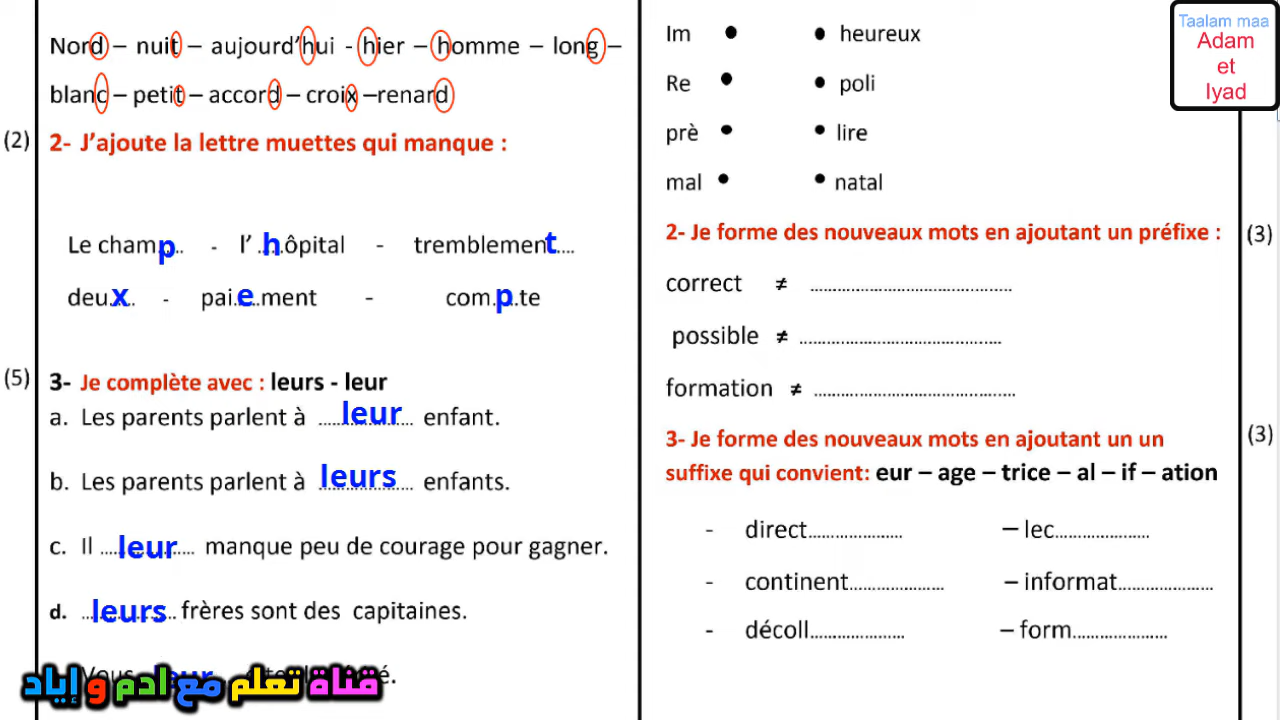 Nord – nuit – aujourd’hui - hier – homme – long –
blanc – petit – accord – croix –renard
(2) 2- J’ajoute la lettre muettes qui manque :
Le cham..p.. - l’ ..h..ôpital - tremblement....
deu..x.. - pai..e..ment - com..p..te
(5) 3- Je complète avec : leurs - leur
a. Les parents parlent à ....leur.... enfant.
b. Les parents parlent à ....leurs.... enfants.
c. Il ....leur.... manque peu de courage pour gagner.
d. ....leurs.... frères sont des capitaines.
Vous leur
قناة تعلم مع ادم و إياد
Im • • heureux
Re • • poli
prè • • lire
mal • • natal
2- Je forme des nouveaux mots en ajoutant un préfixe : (3)
correct ≠ ........................................
possible ≠ ........................................
formation ≠ ........................................
3- Je forme des nouveaux mots en ajoutant un un (3)
suffixe qui convient: eur – age – trice – al – if – ation
- direct.................... – lec....................
- continent.................... – informat....................
- décoll.................... – form....................
Taalam maa
Adam
et
Iyad